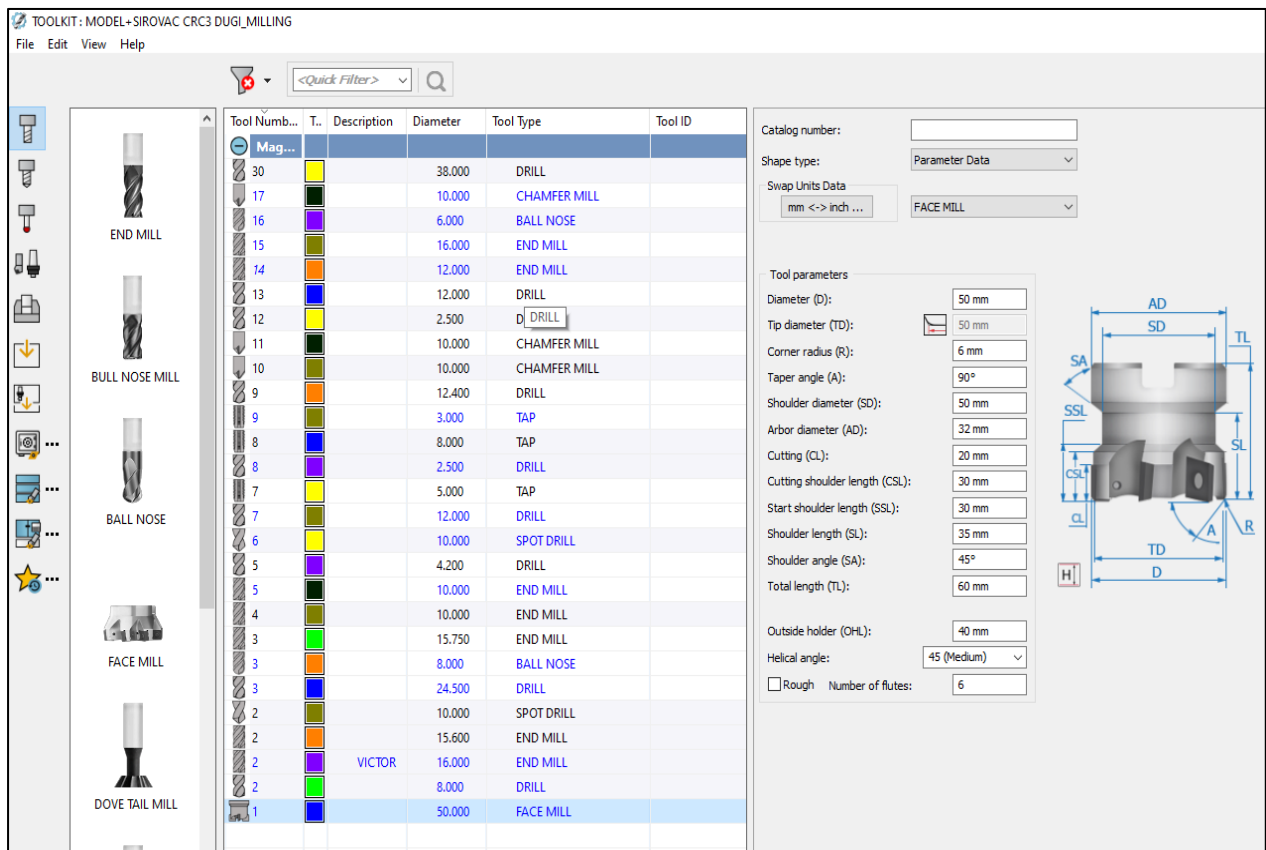 TOOLKIT : MODEL+SIROVAC CRC3 DUGI_MILLING
File Edit View Help
<Quick Filter>
END MILL
BULL NOSE MILL
BALL NOSE
FACE MILL
DOVE TAIL MILL
Tool Numb... T.. Description Diameter Tool Type Tool ID
Mag...
30 38.000 DRILL
17 10.000 CHAMFER MILL
16 6.000 BALL NOSE
15 16.000 END MILL
14 12.000 END MILL
13 12.000 DRILL
12 2.500 D DRILL
11 10.000 CHAMFER MILL
10 10.000 CHAMFER MILL
9 12.400 DRILL
9 3.000 TAP
8 8.000 TAP
8 2.500 DRILL
7 5.000 TAP
7 12.000 DRILL
6 10.000 SPOT DRILL
5 4.200 DRILL
5 10.000 END MILL
4 10.000 END MILL
3 15.750 END MILL
3 8.000 BALL NOSE
3 24.500 DRILL
2 10.000 SPOT DRILL
2 15.600 END MILL
2 VICTOR 16.000 END MILL
2 8.000 DRILL
1 50.000 FACE MILL
Catalog number:
Shape type: Parameter Data
Swap Units Data
mm <-> inch ... FACE MILL
Tool parameters
Diameter (D): 50 mm
Tip diameter (TD): 50 mm
Corner radius (R): 6 mm
Taper angle (A): 90°
Shoulder diameter (SD): 50 mm
Arbor diameter (AD): 32 mm
Cutting (CL): 20 mm
Cutting shoulder length (CSL): 30 mm
Start shoulder length (SSL): 30 mm
Shoulder length (SL): 35 mm
Shoulder angle (SA): 45°
Total length (TL): 60 mm
Outside holder (OHL): 40 mm
Helical angle: 45 (Medium)
Rough Number of flutes: 6
AD
SD
TL
SA
SSL
SL
CSL
CL
A
R
TD
H
D